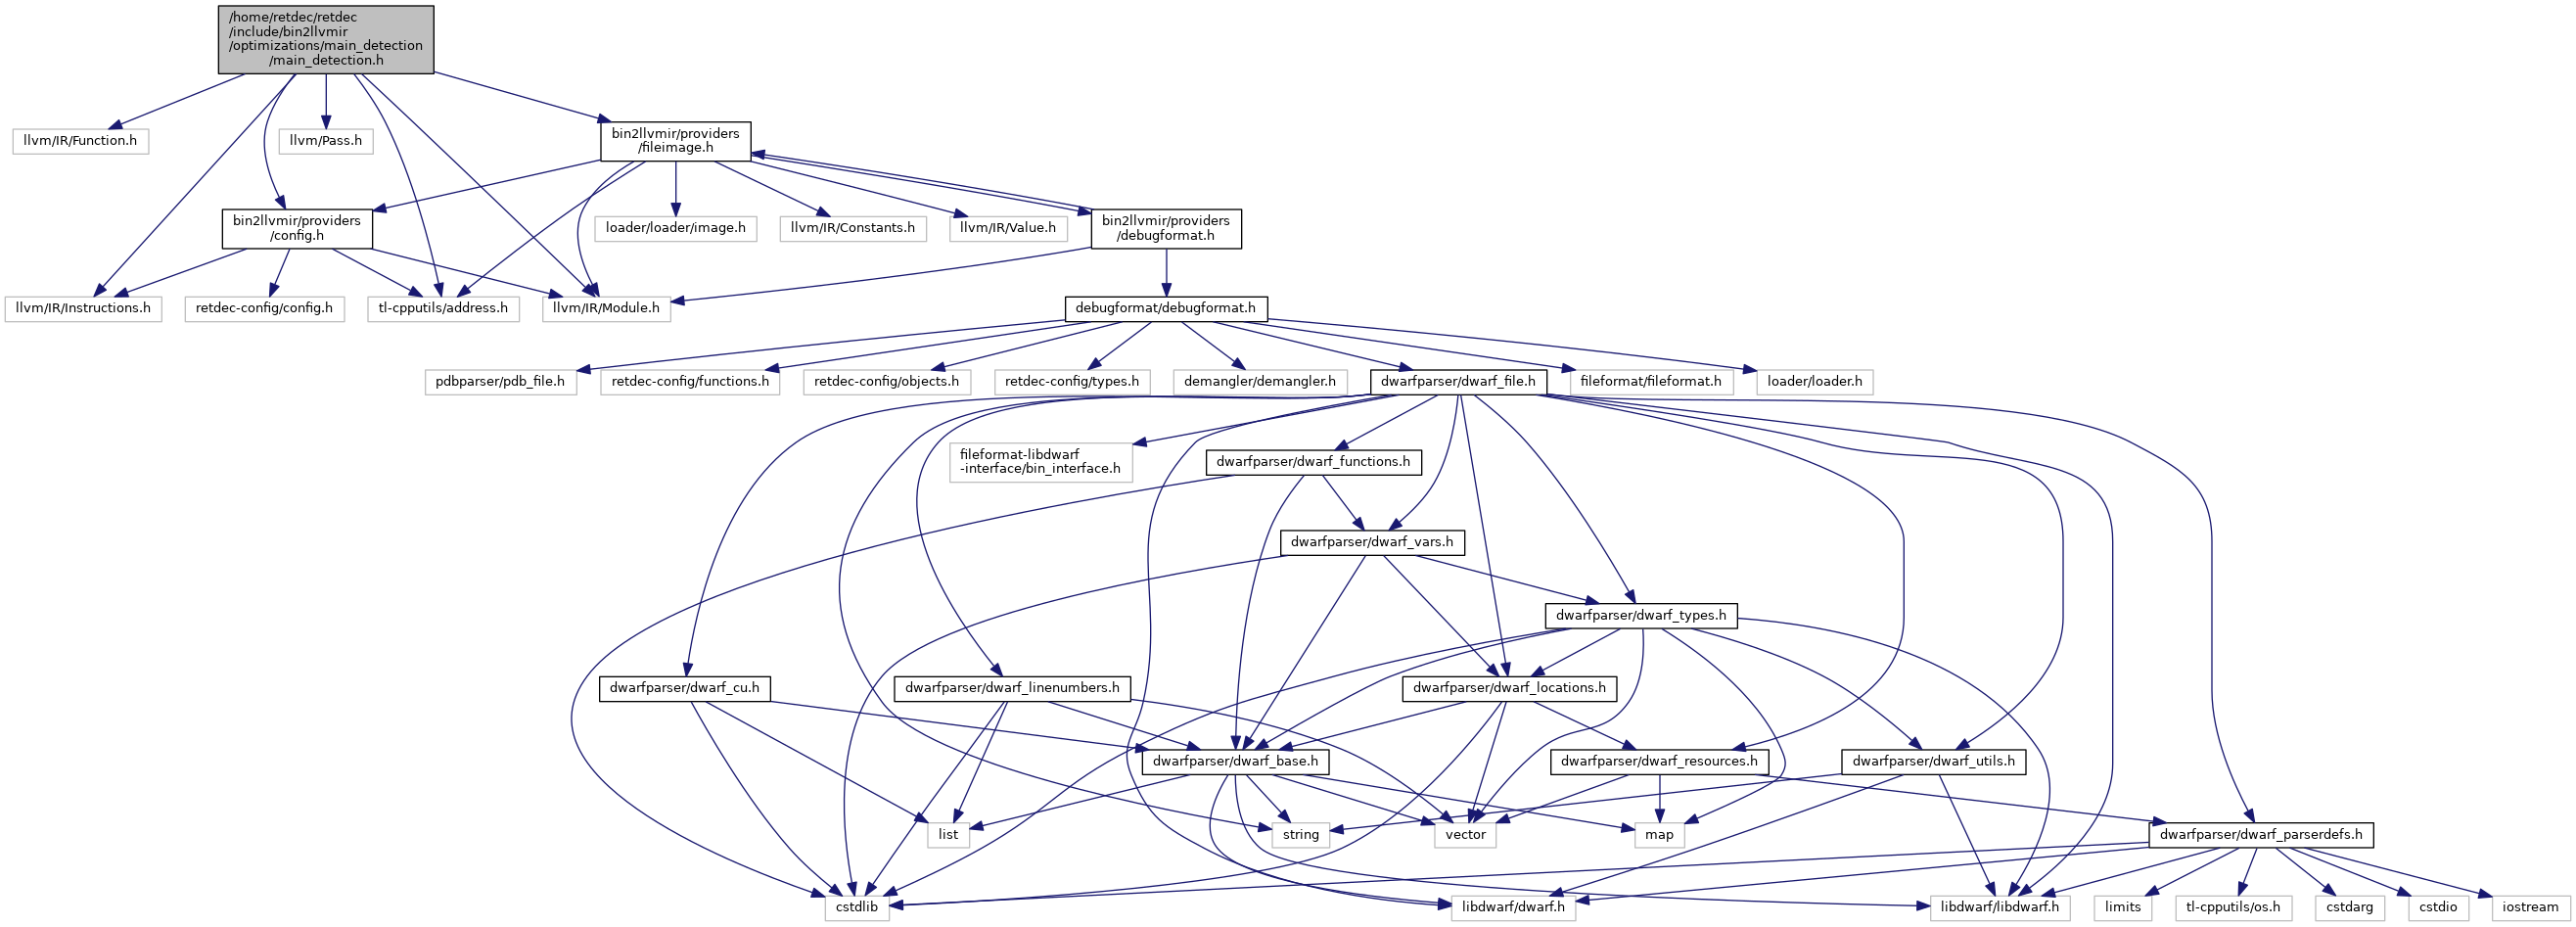 /home/retdec/retdec
/include/bin2llvmir
/optimizations/main_detection
/main_detection.h
llvm/IR/Function.h
llvm/Pass.h
bin2llvmir/providers
/fileimage.h
bin2llvmir/providers
/config.h
loader/loader/image.h
llvm/IR/Constants.h
llvm/IR/Value.h
bin2llvmir/providers
/debugformat.h
llvm/IR/Instructions.h
retdec-config/config.h
tl-cpputils/address.h
llvm/IR/Module.h
debugformat/debugformat.h
pdbparser/pdb_file.h
retdec-config/functions.h
retdec-config/objects.h
retdec-config/types.h
demangler/demangler.h
dwarfparser/dwarf_file.h
fileformat/fileformat.h
loader/loader.h
fileformat-libdwarf
-interface/bin_interface.h
dwarfparser/dwarf_functions.h
dwarfparser/dwarf_vars.h
dwarfparser/dwarf_types.h
dwarfparser/dwarf_cu.h
dwarfparser/dwarf_linenumbers.h
dwarfparser/dwarf_locations.h
dwarfparser/dwarf_base.h
dwarfparser/dwarf_resources.h
dwarfparser/dwarf_utils.h
list
string
vector
map
dwarfparser/dwarf_parserdefs.h
cstdlib
libdwarf/dwarf.h
libdwarf/libdwarf.h
limits
tl-cpputils/os.h
cstdarg
cstdio
iostream